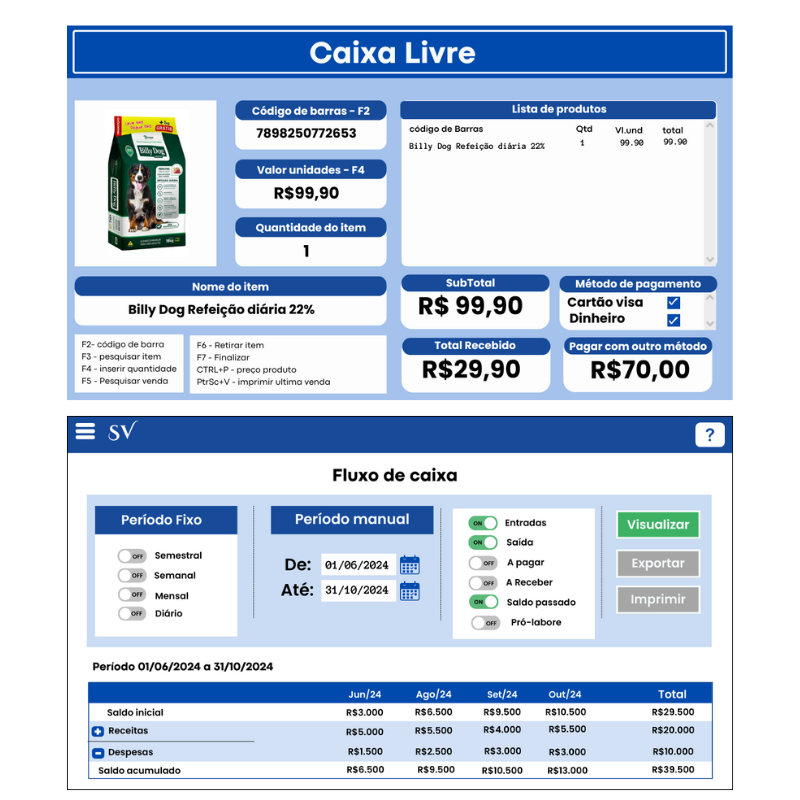 Caixa Livre
Código de barras - F2
7898250772653
Valor unidades - F4
R$99,90
Quantidade do item
1
Lista de produtos
código de Barras Qtd Vl.und total
Billy Dog Refeição diária 22% 1 99.90 99.90
Billy Dog
GRÁTIS
Nome do item
Billy Dog Refeição diária 22%
SubTotal
R$ 99,90
Método de pagamento
Cartão visa
Dinheiro
F2- código de barra
F3 - pesquisar item
F4 - inserir quantidade
F5 - Pesquisar venda
F6 - Retirar item
F7 - Finalizar
CTRL+P - preço produto
PtrSc+V - imprimir ultima venda
Total Recebido
R$29,90
Pagar com outro método
R$70,00
SV
?
Fluxo de caixa
Período Fixo
OFF Semestral
OFF Semanal
OFF Mensal
OFF Diário
Período manual
De: 01/06/2024
Até: 31/10/2024
ON Entradas
ON Saída
OFF A pagar
OFF A Receber
ON Saldo passado
OFF Pró-labore
Visualizar
Exportar
Imprimir
Período 01/06/2024 a 31/10/2024
Jun/24 Ago/24 Set/24 Out/24 Total
Saldo inicial R$3.000 R$6.500 R$9.500 R$10.500 R$29.500
Receitas R$5.000 R$5.500 R$4.000 R$5.500 R$20.000
Despesas R$1.500 R$2.500 R$3.000 R$3.000 R$10.000
Saldo acumulado R$6.500 R$9.500 R$10.500 R$13.000 R$39.500